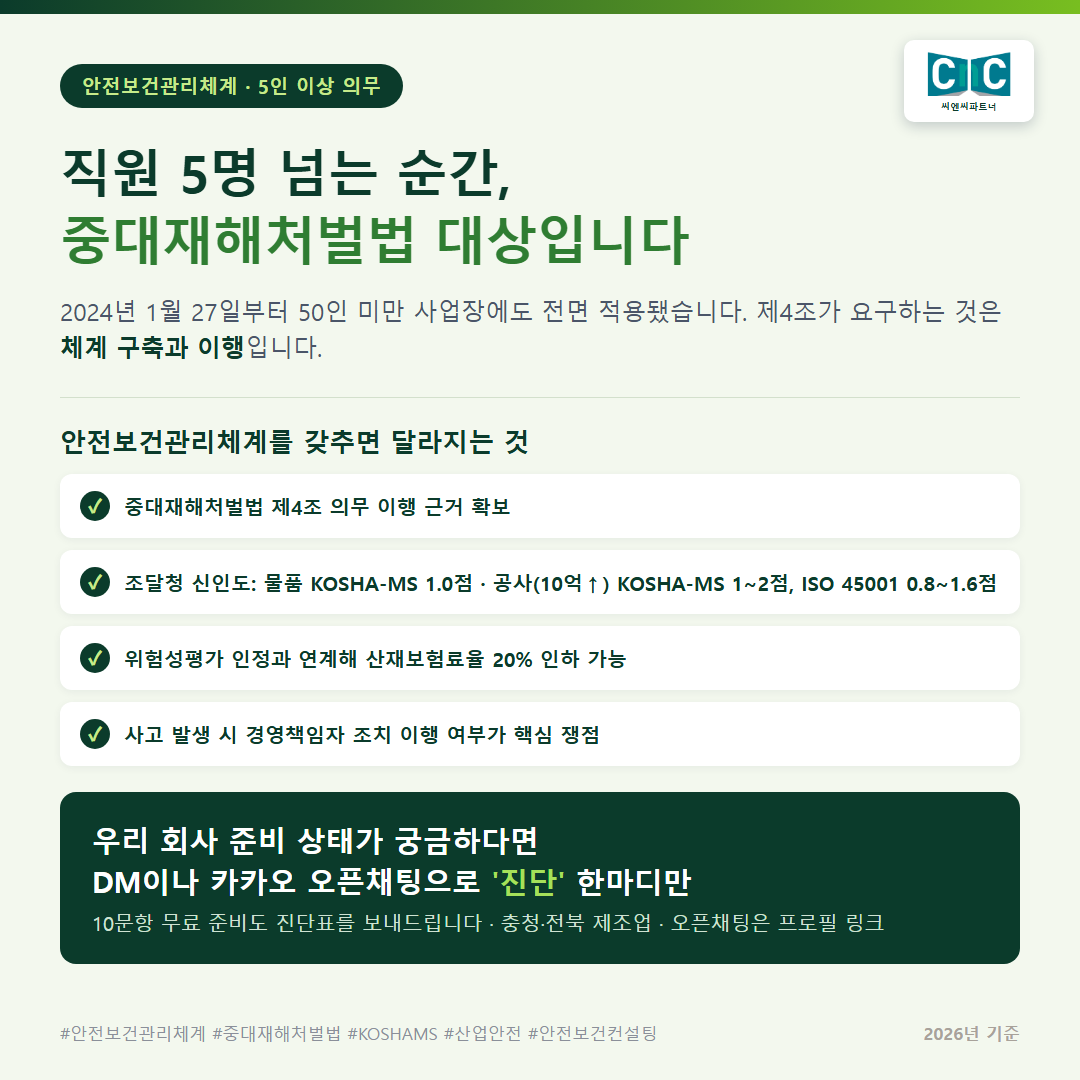 안전보건관리체계 · 5인 이상 의무
CnC
씨엔씨파트너
직원 5명 넘는 순간,
중대재해처벌법 대상입니다
2024년 1월 27일부터 50인 미만 사업장에도 전면 적용됐습니다. 제4조가 요구하는 것은
체계 구축과 이행입니다.
안전보건관리체계를 갖추면 달라지는 것
✓ 중대재해처벌법 제4조 의무 이행 근거 확보
✓ 조달청 신인도: 물품 KOSHA-MS 1.0점 · 공사(10억↑) KOSHA-MS 1~2점, ISO 45001 0.8~1.6점
✓ 위험성평가 인정과 연계해 산재보험료율 20% 인하 가능
✓ 사고 발생 시 경영책임자 조치 이행 여부가 핵심 쟁점
우리 회사 준비 상태가 궁금하다면
DM이나 카카오 오픈채팅으로 '진단' 한마디만
10문항 무료 준비도 진단표를 보내드립니다 · 충청·전북 제조업 · 오픈채팅은 프로필 링크
#안전보건관리체계 #중대재해처벌법 #KOSHAMS #산업안전 #안전보건컨설팅
2026년 기준